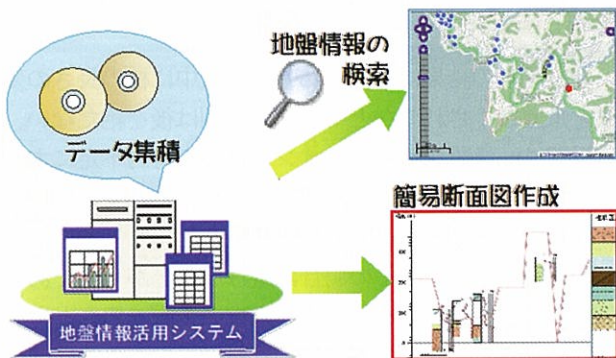 地盤情報の
検索
データ集積
簡易断面図作成
地盤情報活用システム